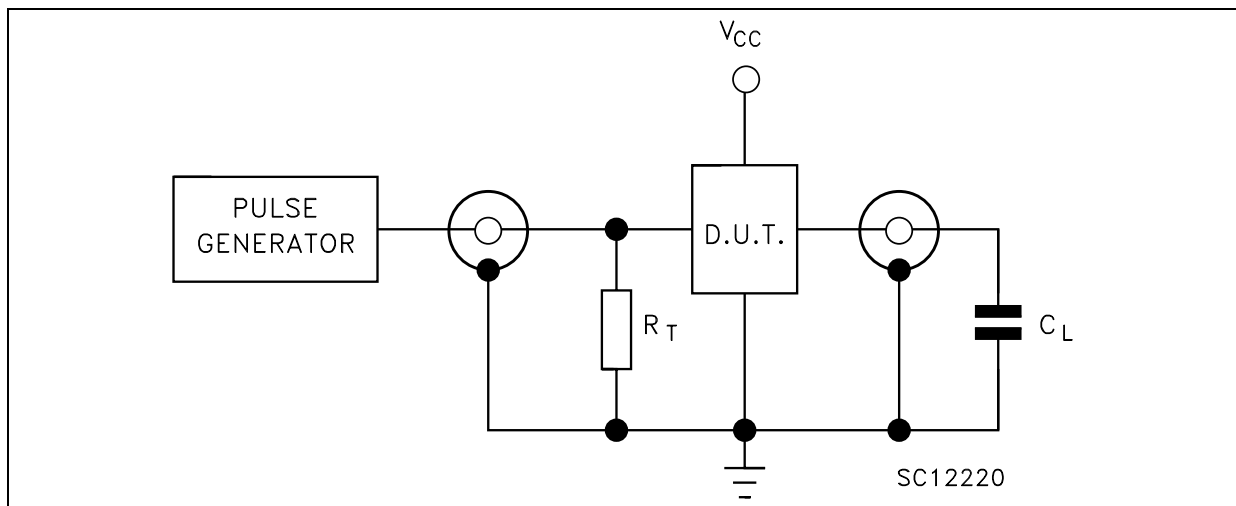 VCC
PULSE
GENERATOR
D.U.T.
RT
CL
SC12220